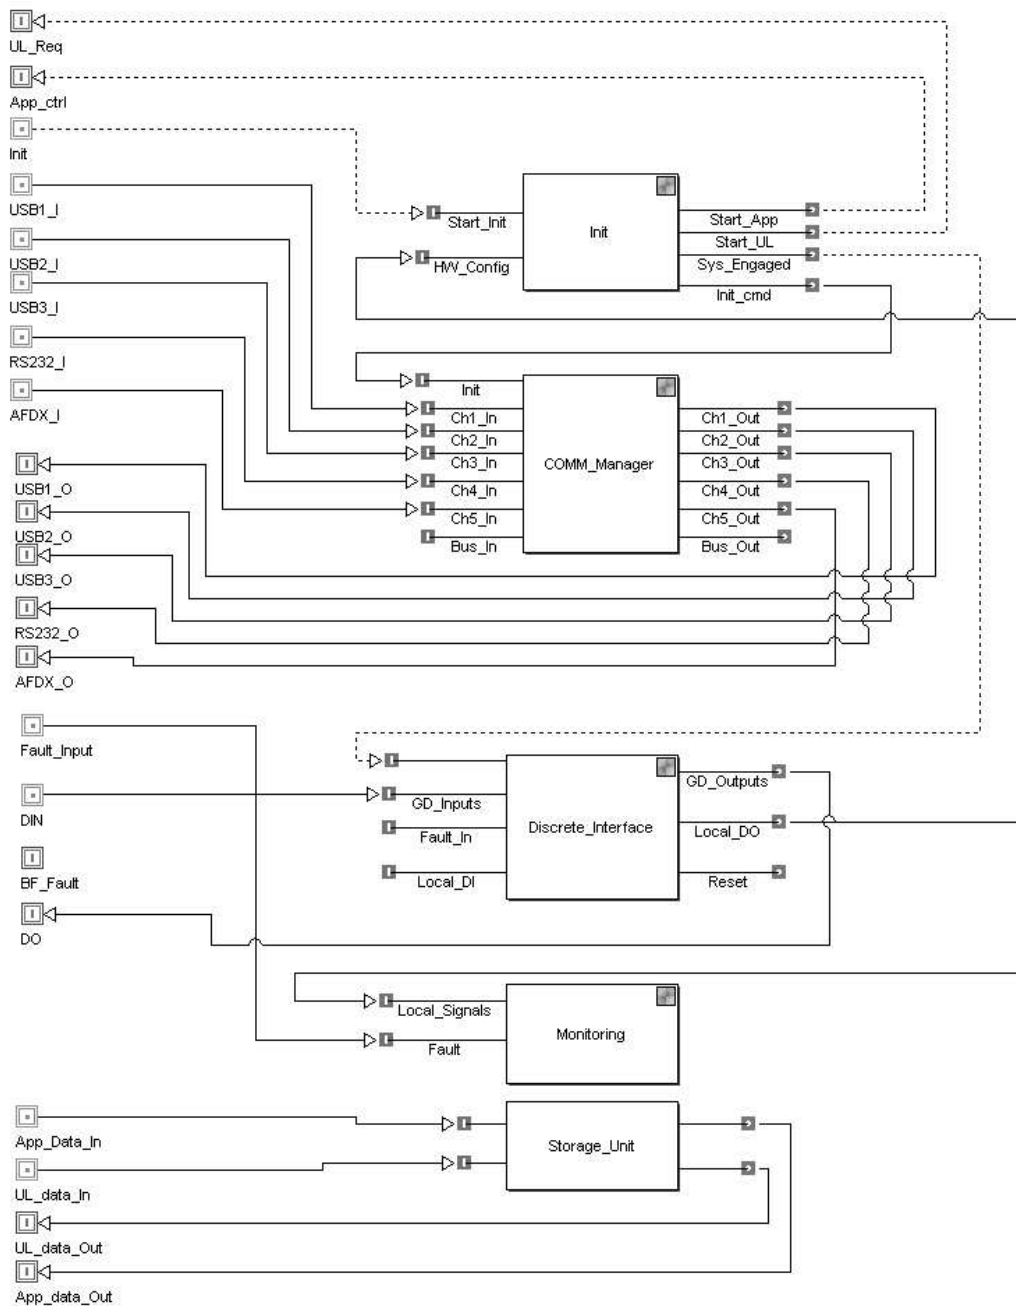 UL_Req
App_ctrl
Init
USB1_I
USB2_I
USB3_I
RS232_I
AFDX_I
Start_Init
HW_Config
Init
Start_App
Start_UL
Sys_Engaged
Init_cmd
Init
Ch1_In
Ch2_In
Ch3_In
Ch4_In
Ch5_In
Bus_In
COMM_Manager
Ch1_Out
Ch2_Out
Ch3_Out
Ch4_Out
Ch5_Out
Bus_Out
USB1_O
USB2_O
USB3_O
RS232_O
AFDX_O
Fault_Input
DIN
BF_Fault
DO
GD_Inputs
Fault_In
Local_DI
Discrete_Interface
GD_Outputs
Local_DO
Reset
Local_Signals
Fault
Monitoring
App_Data_In
UL_data_In
UL_data_Out
App_data_Out
Storage_Unit